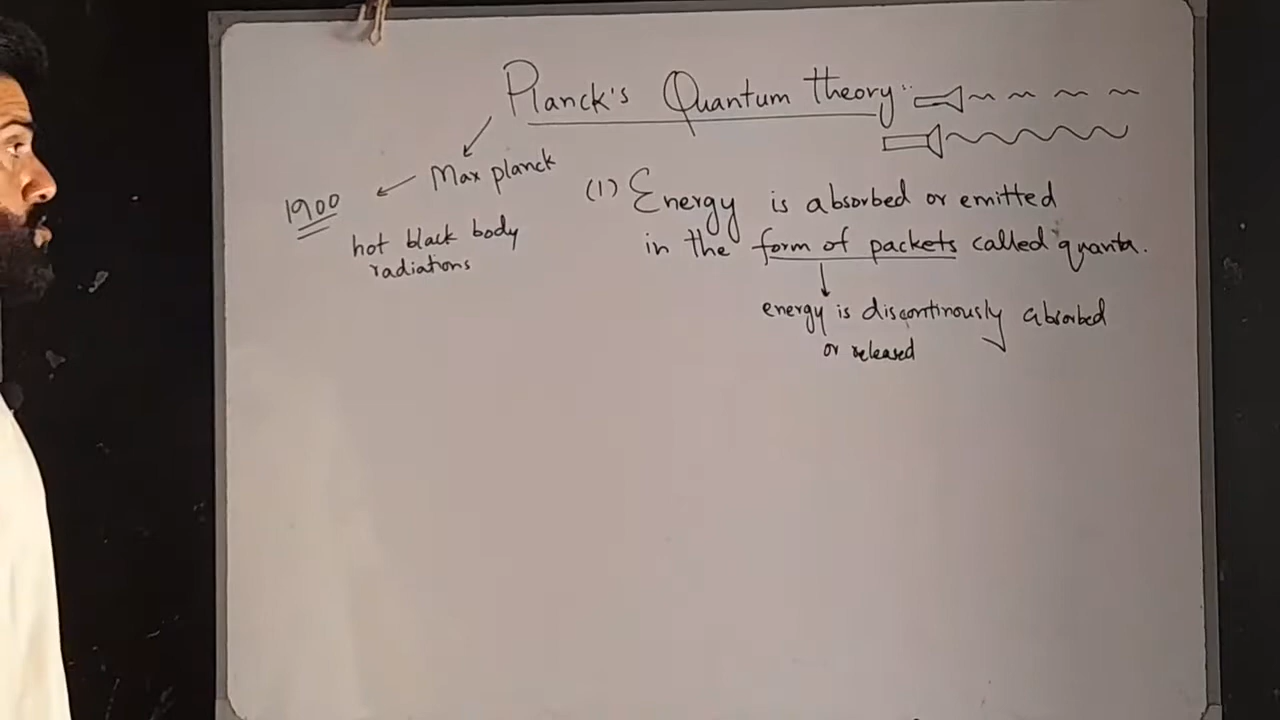 Planck's Quantum theory:
Max planck
1900
hot black body
radiations
(1) Energy is absorbed or emitted
in the form of packets called quanta.
energy is discontinously absorbed
or released